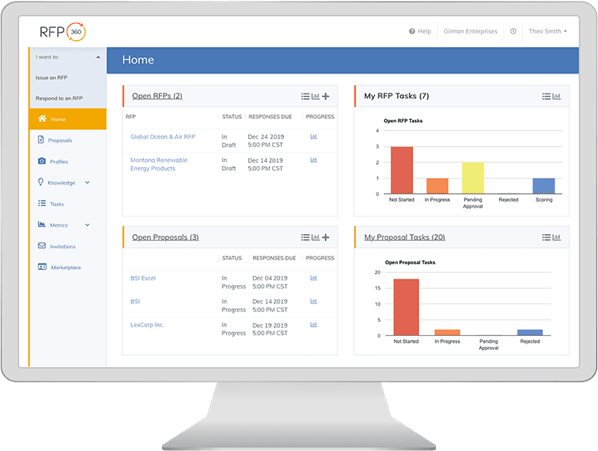 RFP 360
Help
Gilman Enterprises
Theo Smith
I want to:
Issue an RFP
Respond to an RFP
Home
Proposals
Profiles
Knowledge
Tasks
Metrics
Invitations
Marketplace
Home
Open RFPs (2)
RFP STATUS RESPONSES DUE PROGRESS
Global Ocean & Air RFP In Dec 24 2019
Draft 5:00 PM CST
Montana Renewable In Dec 14 2019
Energy Products Draft 5:00 PM CST
My RFP Tasks (7)
Open RFP Tasks
4
3
2
1
0
Not Started In Progress Pending Rejected Scoring
Approval
Open Proposals (3)
STATUS RESPONSES DUE PROGRESS
BSI Excel In Dec 04 2019
Progress 5:00 PM CST
BSI In Dec 14 2019
Progress 5:00 PM CST
LexCorp Inc. In Dec 19 2019
Progress 5:00 PM CST
My Proposal Tasks (20)
Open Proposal Tasks
20
15
10
5
0
Not Started In Progress Pending Rejected
Approval